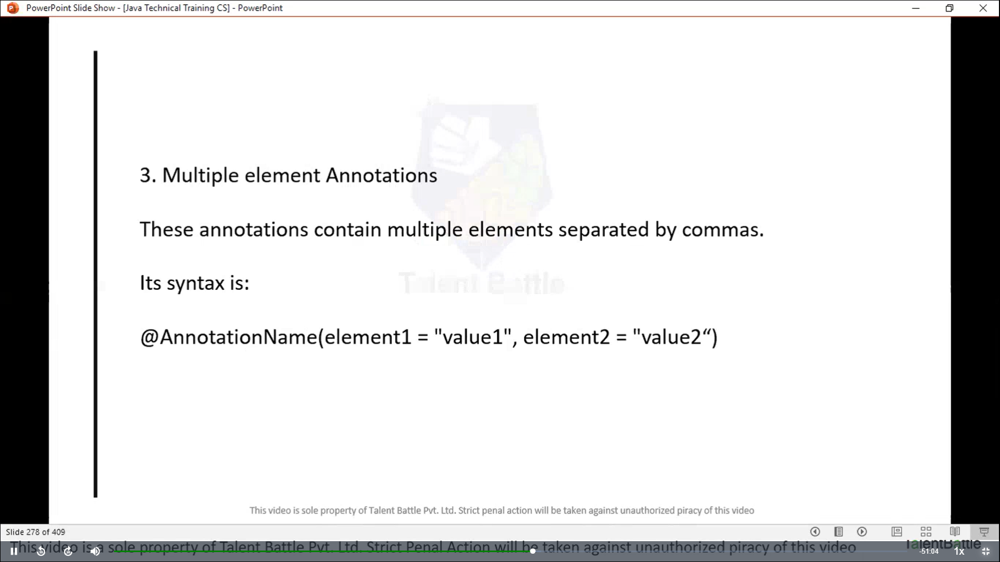 PowerPoint Slide Show - [Java Technical Training CS] - PowerPoint
3. Multiple element Annotations
These annotations contain multiple elements separated by commas.
Its syntax is:
Talent Battle
@AnnotationName(element1 = "value1", element2 = "value2“)
This video is sole property of Talent Battle Pvt. Ltd. Strict penal action will be taken against unauthorized piracy of this video
Slide 278 of 409
This video is a sole property of Talent Battle Pvt. Ltd. Strict Penal Action will be taken against unauthorized piracy of this video
TalentBattle
-51:04
1x